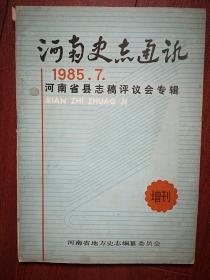 河南史志通讯
1985.7.
河南省县志稿评议会专辑
XIAN ZHI ZHUAG JI
增刊
河南省地方史志编纂委员会